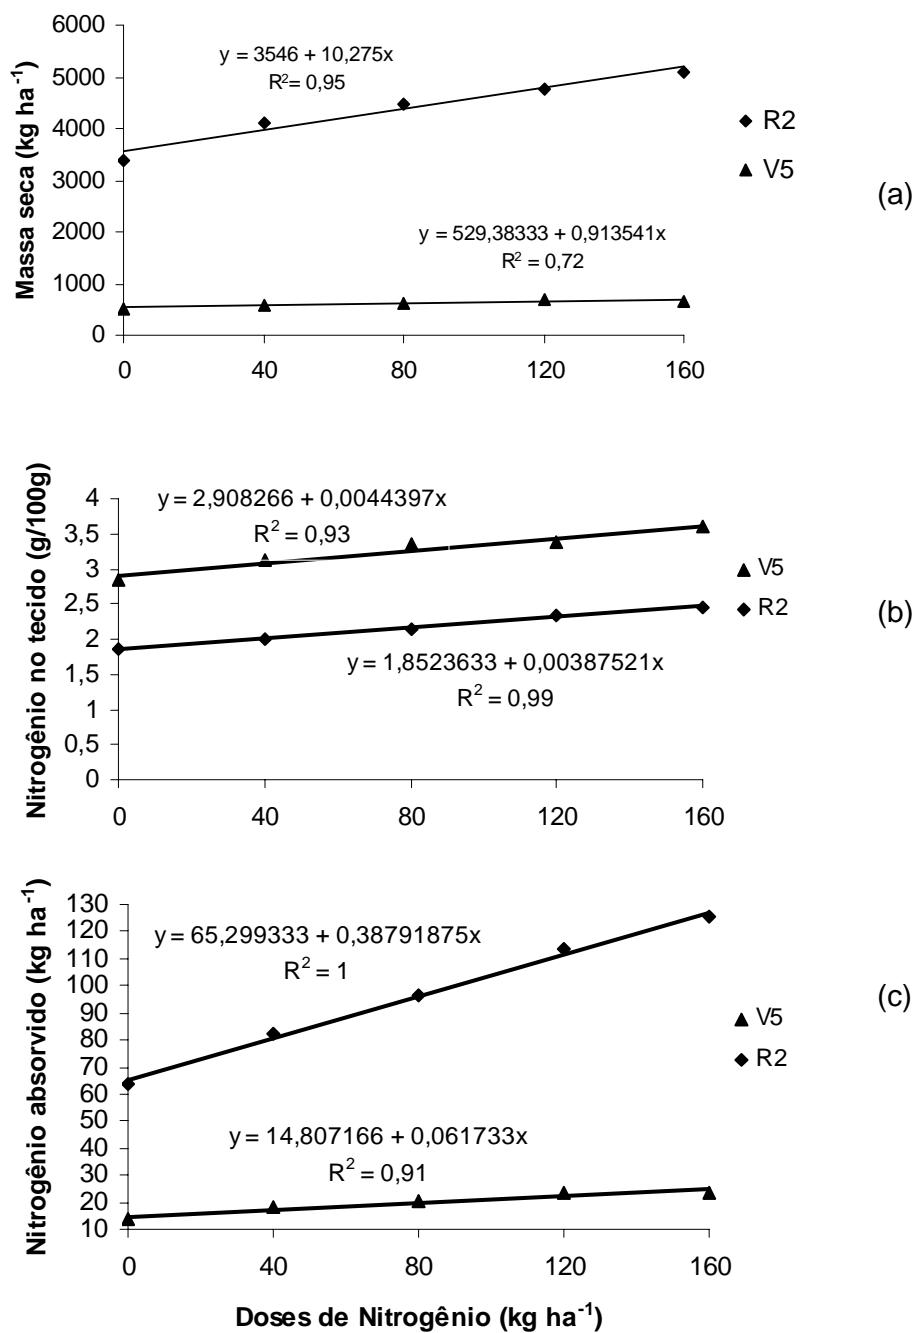 6000
5000
4000
3000
2000
1000
0
Massa seca (kg ha⁻¹)
y = 3546 + 10,275x
R²= 0,95
y = 529,38333 + 0,913541x
R² = 0,72
R2
V5
(a)
0 40 80 120 160
4
3,5
3
2,5
2
1,5
1
0,5
0
Nitrogênio no tecido (g/100g)
y = 2,908266 + 0,0044397x
R² = 0,93
y = 1,8523633 + 0,00387521x
R² = 0,99
V5
R2
(b)
0 40 80 120 160
130
120
110
100
90
80
70
60
50
40
30
20
10
Nitrogênio absorvido (kg ha⁻¹)
y = 65,299333 + 0,38791875x
R² = 1
y = 14,807166 + 0,061733x
R² = 0,91
V5
R2
(c)
0 40 80 120 160
Doses de Nitrogênio (kg ha⁻¹)